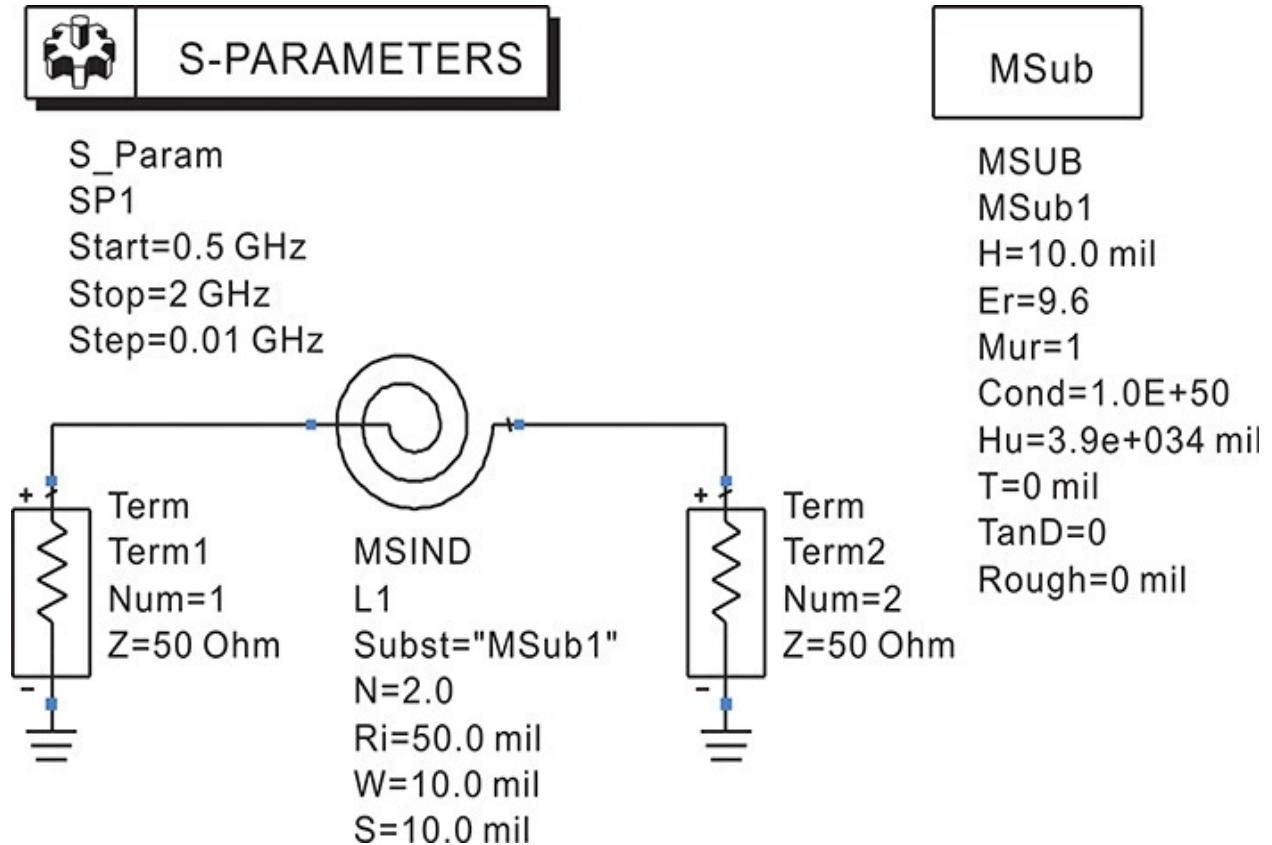 S-PARAMETERS
S_Param
SP1
Start=0.5 GHz
Stop=2 GHz
Step=0.01 GHz
MSub
MSUB
MSub1
H=10.0 mil
Er=9.6
Mur=1
Cond=1.0E+50
Hu=3.9e+034 mil
T=0 mil
TanD=0
Rough=0 mil
+
Term
Term1
Num=1
Z=50 Ohm
-
MSIND
L1
Subst="MSub1"
N=2.0
Ri=50.0 mil
W=10.0 mil
S=10.0 mil
+
Term
Term2
Num=2
Z=50 Ohm
-